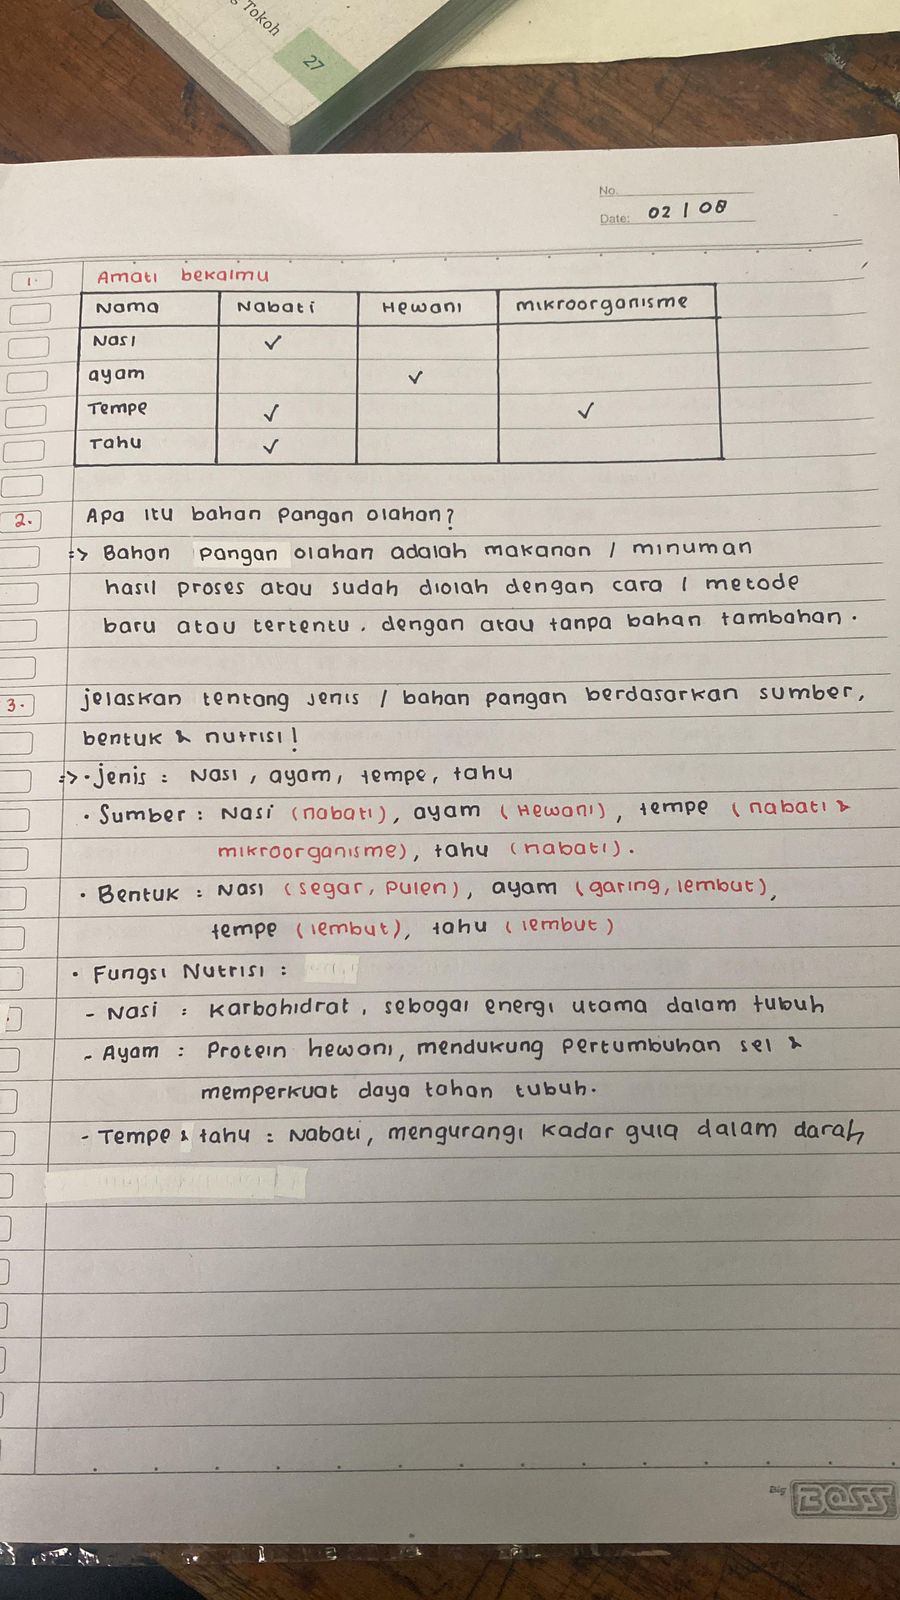 Tokoh
27
No.
Date: 02 / 08
1. Amati bekalmu
Nama Nabati Hewani mikroorganisme
Nasi ✓
ayam ✓
Tempe ✓ ✓
Tahu ✓
2. Apa itu bahan pangan olahan?
=> Bahan pangan olahan adalah makanan / minuman
hasil proses atau sudah diolah dengan cara / metode
baru atau tertentu. dengan atau tanpa bahan tambahan.
3. jelaskan tentang jenis / bahan pangan berdasarkan sumber,
bentuk & nutrisi!
=> • jenis : Nasi, ayam, tempe, tahu
• Sumber : Nasi (nabati), ayam (Hewani), tempe (nabati &
mikroorganisme), tahu (nabati).
• Bentuk : Nasi (segar, pulen), ayam (garing, lembut),
tempe (lembut), tahu (lembut)
• Fungsi Nutrisi :
- Nasi : Karbohidrat, sebagai energi utama dalam tubuh
- Ayam : Protein hewani, mendukung pertumbuhan sel &
memperkuat daya tahan tubuh.
- Tempe & tahu : Nabati, mengurangi kadar gula dalam darah
Big BOSS